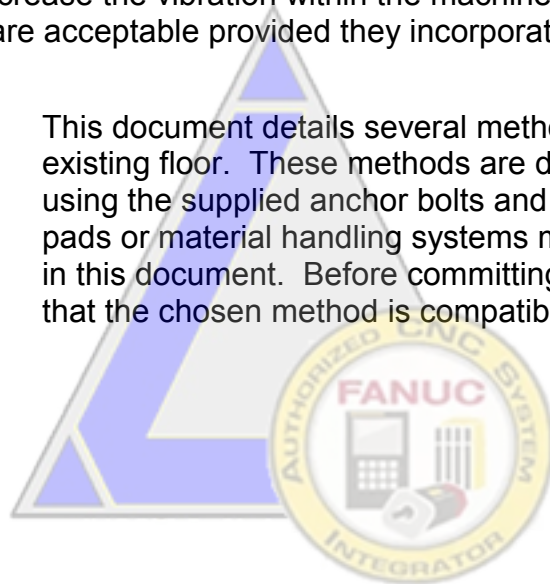 crease the vibration within the machine
are acceptable provided they incorporat
This document details several metho
existing floor. These methods are d
using the supplied anchor bolts and
pads or material handling systems m
in this document. Before committing
that the chosen method is compatib
AUTHORIZED CNC SYSTEM
FANUC
INTEGRATOR